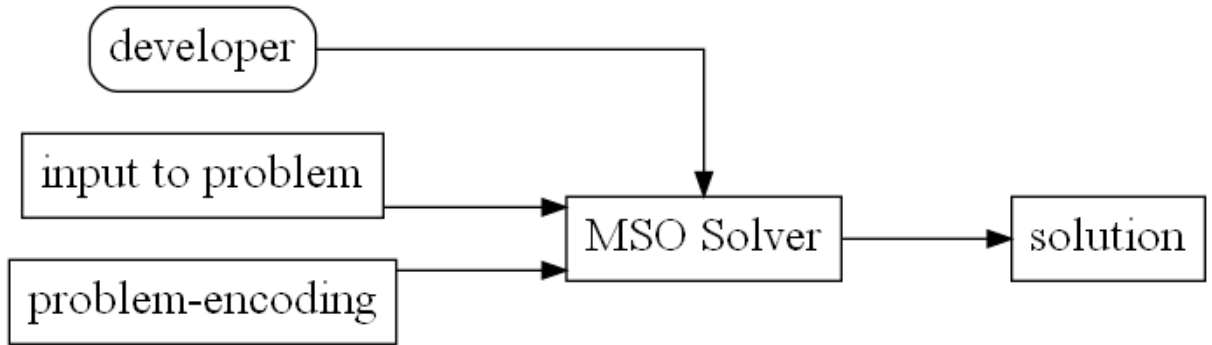 developer
input to problem
MSO Solver
solution
problem-encoding